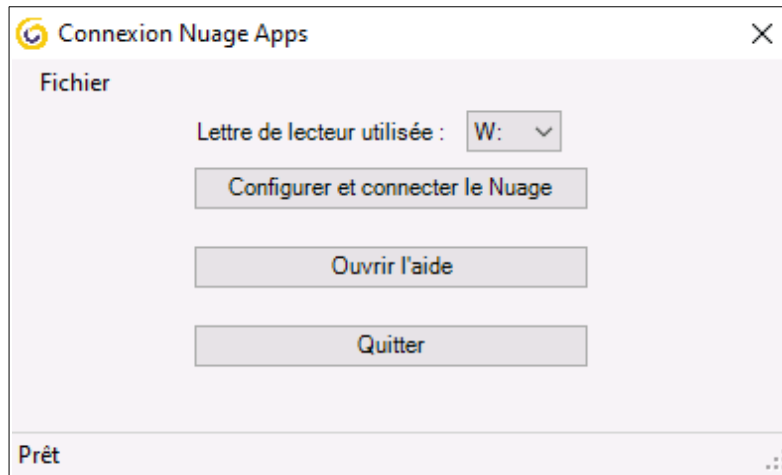 Connexion Nuage Apps
Fichier
Lettre de lecteur utilisée : W:
Configurer et connecter le Nuage
Ouvrir l'aide
Quitter
Prêt